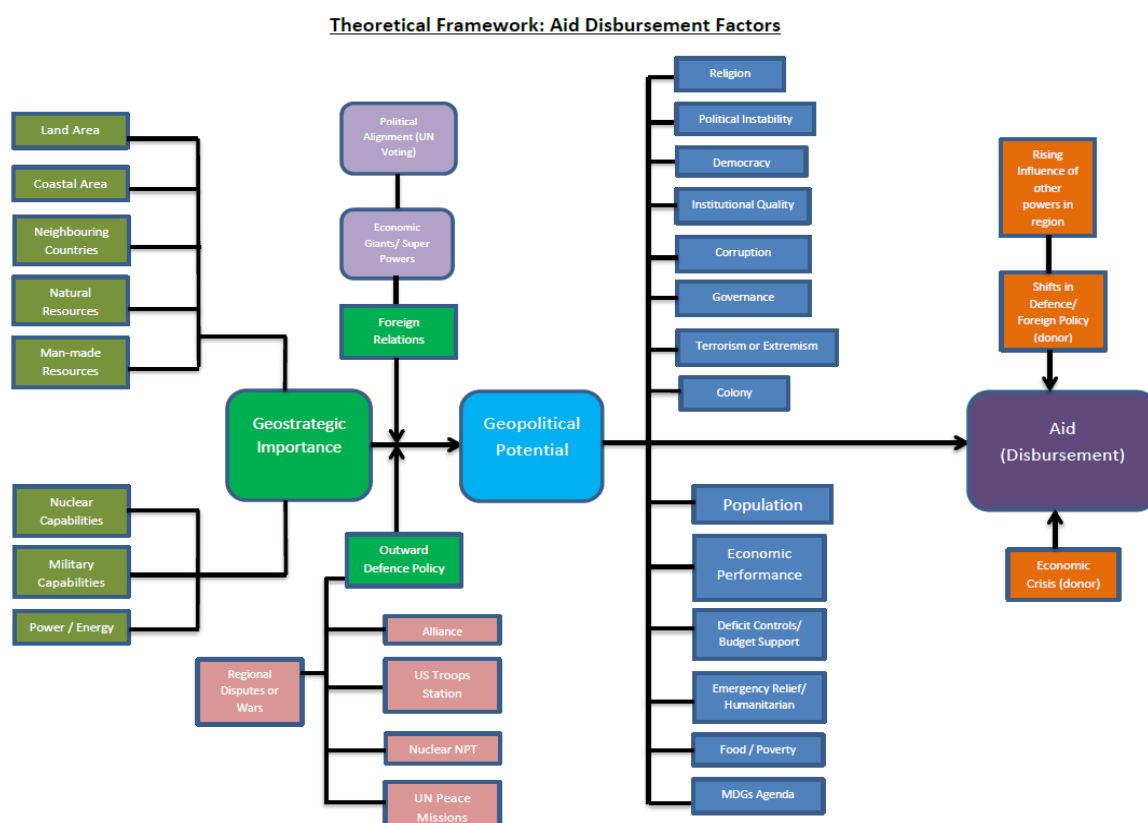 Theoretical Framework: Aid Disbursement Factors
Land Area
Coastal Area
Neighbouring
Countries
Natural
Resources
Man-made
Resources
Nuclear
Capabilities
Military
Capabilities
Power / Energy
Geostrategic
Importance
Political
Alignment (UN
Voting)
Economic
Giants/ Super
Powers
Foreign
Relations
Outward
Defence Policy
Regional
Disputes or
Wars
Alliance
US Troops
Station
Nuclear NPT
UN Peace
Missions
Geopolitical
Potential
Religion
Political Instability
Democracy
Institutional Quality
Corruption
Governance
Terrorism or Extremism
Colony
Population
Economic
Performance
Deficit Controls/
Budget Support
Emergency Relief/
Humanitarian
Food / Poverty
MDGs Agenda
Rising
Influence of
other
powers in
region
Shifts in
Defence/
Foreign Policy
(donor)
Aid
(Disbursement)
Economic
Crisis (donor)